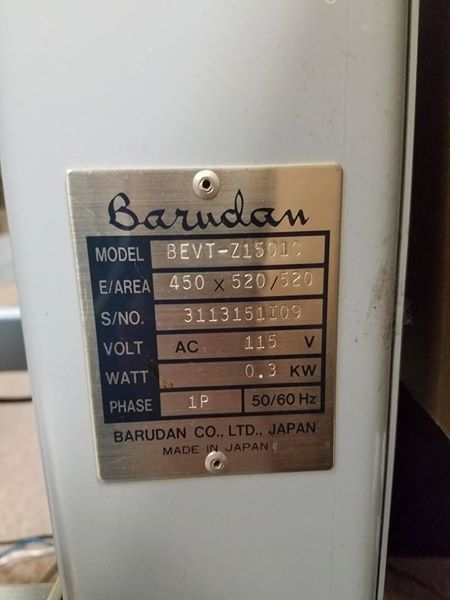 Barudan
MODEL BEVT-Z1501C
E/AREA 450 x 520/520
S/NO. 3113151I09
VOLT AC 115 V
WATT 0.3 KW
PHASE 1P 50/60 Hz
BARUDAN CO., LTD., JAPAN
MADE IN JAPAN